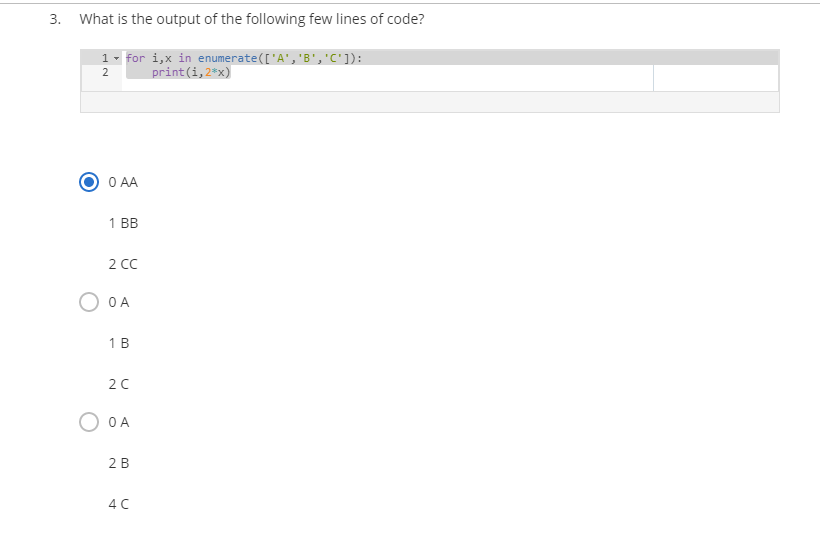 3. What is the output of the following few lines of code?
1 for i,x in enumerate(['A','B','C']):
2 print(i,2*x)
0 AA
1 BB
2 CC
0 A
1 B
2 C
0 A
2 B
4 C